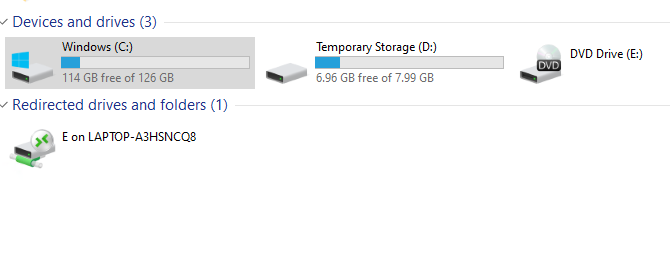 Devices and drives (3)
Windows (C:)
114 GB free of 126 GB
Temporary Storage (D:)
6.96 GB free of 7.99 GB
DVD
DVD Drive (E:)
Redirected drives and folders (1)
E on LAPTOP-A3HSNCQ8